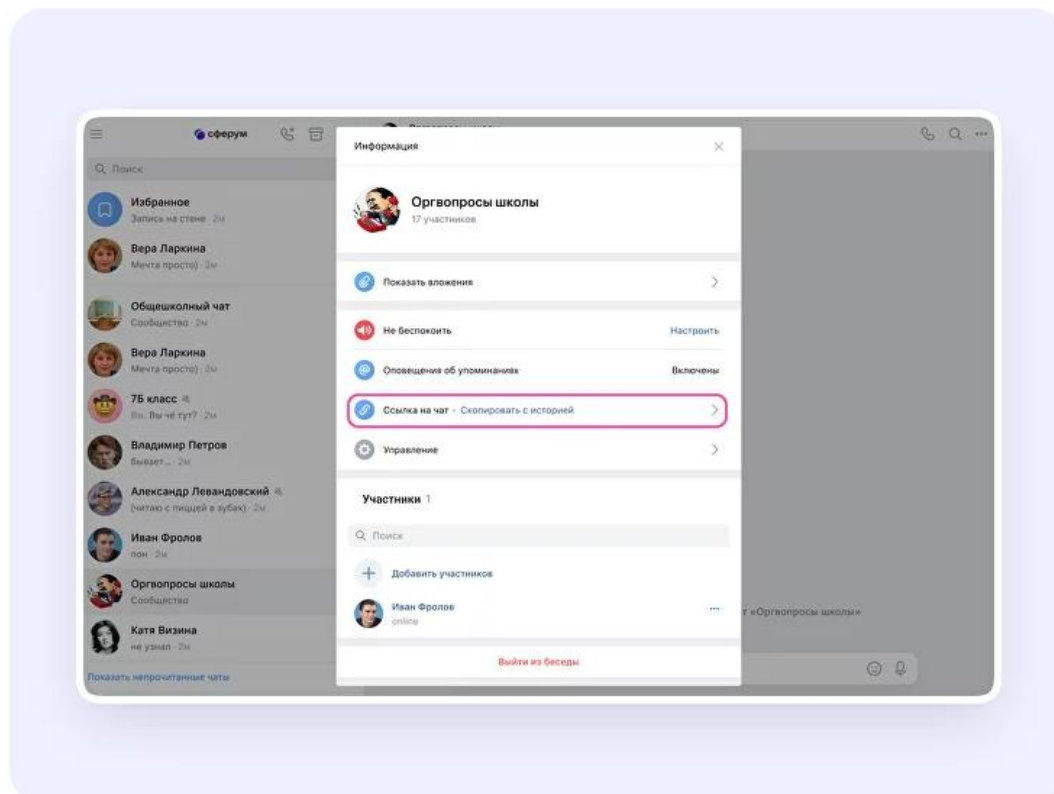 сферум
Поиск
Избранное
Запись на стене · 2м
Вера Ларкина
Мечта просто) · 2м
Общешкольный чат
Сообщество · 2м
Вера Ларкина
Мечта просто) · 2м
7Б класс
Вы: Вы чё тут? · 2м
Владимир Петров
бывает... · 2м
Александр Левандовский
(читаю с пиццей в зубах) · 2м
Иван Фролов
пон · 2м
Оргвопросы школы
Сообщество
Катя Визина
не узнал · 2м
Показать непрочитанные чаты
Информация
Оргвопросы школы
17 участников
Показать вложения
Не беспокоить Настроить
Оповещения об упоминаниях Включены
Ссылка на чат · Скопировать с историей
Управление
Участники 1
Поиск
Добавить участников
Иван Фролов
online
Выйти из беседы
т «Оргвопросы школы»